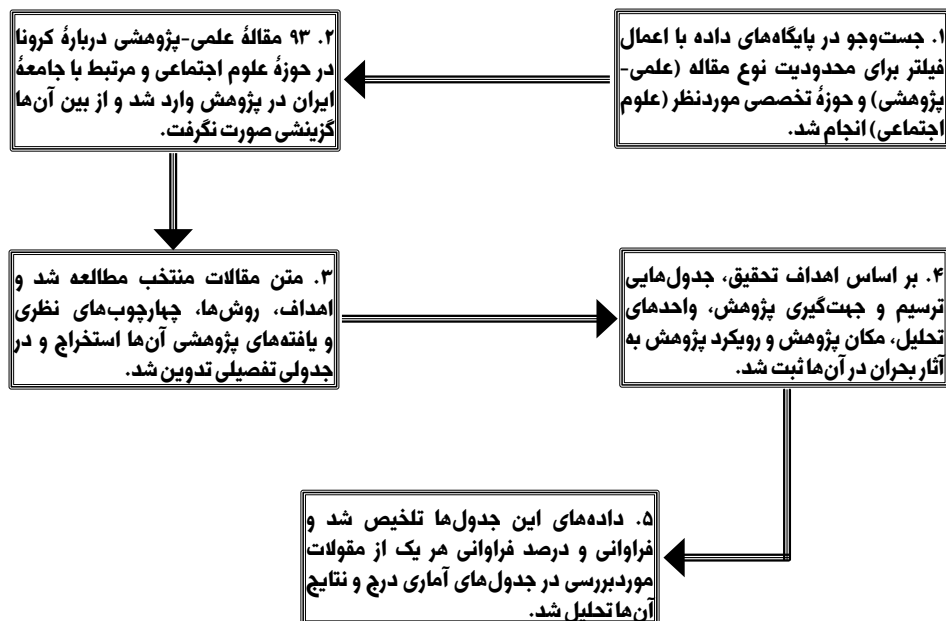 ۱. جست‌وجو در پایگاه‌های داده با اعمال
فیلتر برای محدودیت نوع مقاله (علمی-
پژوهشی) و حوزهٔ تخصصی موردنظر (علوم
اجتماعی) انجام شد.
۲. ۹۳ مقالهٔ علمی-پژوهشی دربارهٔ کرونا
در حوزهٔ علوم اجتماعی و مرتبط با جامعهٔ
ایران در پژوهش وارد شد و از بین آن‌ها
گزینشی صورت نگرفت.
۳. متن مقالات منتخب مطالعه شد و
اهداف، روش‌ها، چهارچوب‌های نظری
و یافته‌های پژوهشی آن‌ها استخراج و در
جدولی تفصیلی تدوین شد.
۴. بر اساس اهداف تحقیق، جدول‌هایی
ترسیم و جهت‌گیری پژوهش، واحدهای
تحلیل، مکان پژوهش و رویکرد پژوهش به
آثار بحران در آن‌ها ثبت شد.
۵. داده‌های این جدول‌ها تلخیص شد و
فراوانی و درصد فراوانی هر یک از مقولات
موردبررسی در جدول‌های آماری درج و نتایج
آن‌ها تحلیل شد.